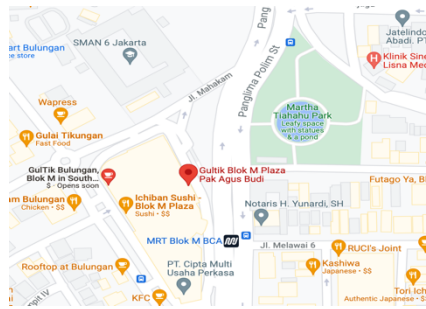 SMAN 6 Jakarta
Pang
Jatelindo
Abadi. PT
art Bulungan
e store
Klinik Sin
Lisna Med
Jl. Mahakam
Panglima Polim St
Wapress
Martha
Tiahahu Park
Leafy space
with statues
& a pond
Gulai Tikungan
Fast Food
GulTik Bulungan,
Blok M in South...
$ · Opens soon
Gultik Blok M Plaza
Pak Agus Budi
Futago Ya, B
am Bulungan
Chicken · $$
Ichiban Sushi -
Blok M Plaza
Sushi · $$
Notaris H. Yunardi, SH
MRT Blok M BCA
Jl. Melawai 6
RUCI's Joint
Rooftop at Bulungan
PT. Cipta Multi
Usaha Perkasa
Kashiwa
Japanese · $$
KFC
Tori Ich
Authentic Japanese · $$